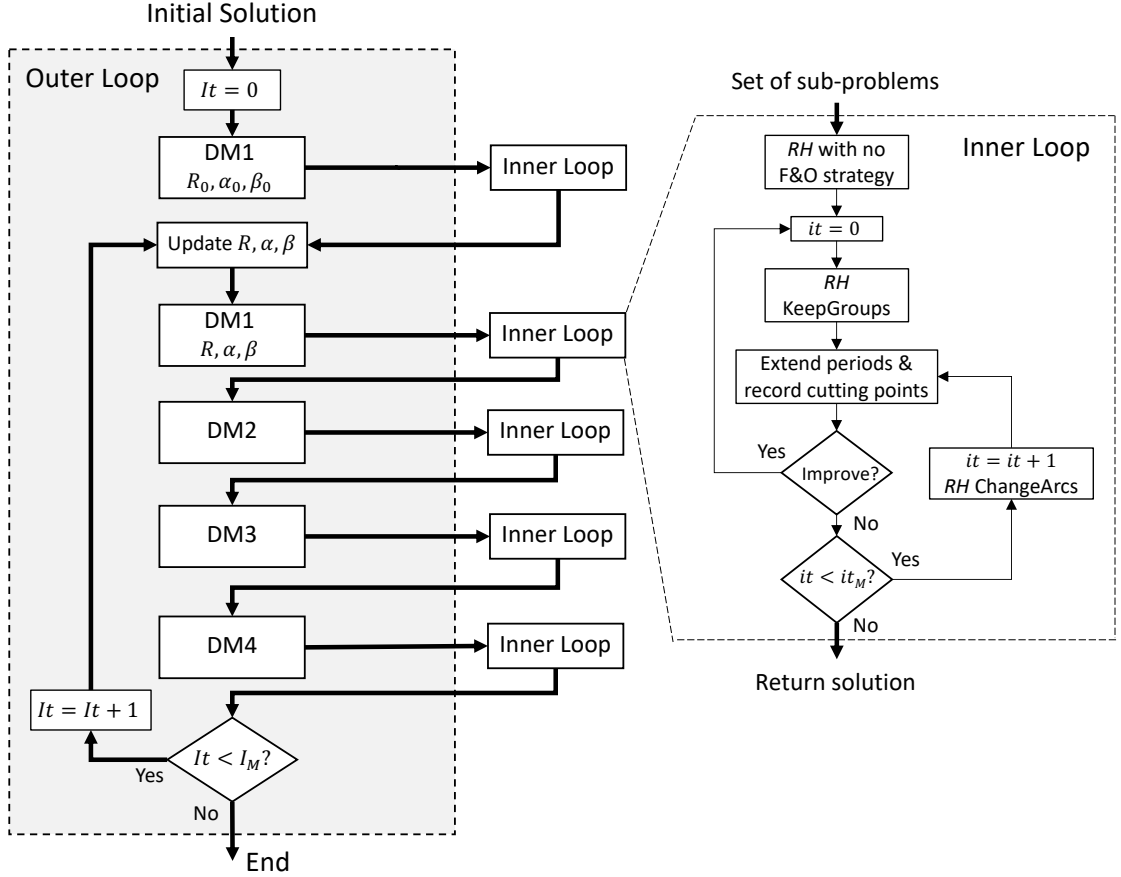 Initial Solution
Outer Loop
It = 0
DM1
R₀, α₀, β₀
Inner Loop
Update R, α, β
DM1
R, α, β
Inner Loop
DM2
Inner Loop
DM3
Inner Loop
DM4
Inner Loop
It = It + 1
It < I_M?
Yes
No
End
Set of sub-problems
Inner Loop
RH with no
F&O strategy
it = 0
RH
KeepGroups
Extend periods &
record cutting points
Yes
Improve?
it = it + 1
RH ChangeArcs
No
it < it_M?
Yes
No
Return solution